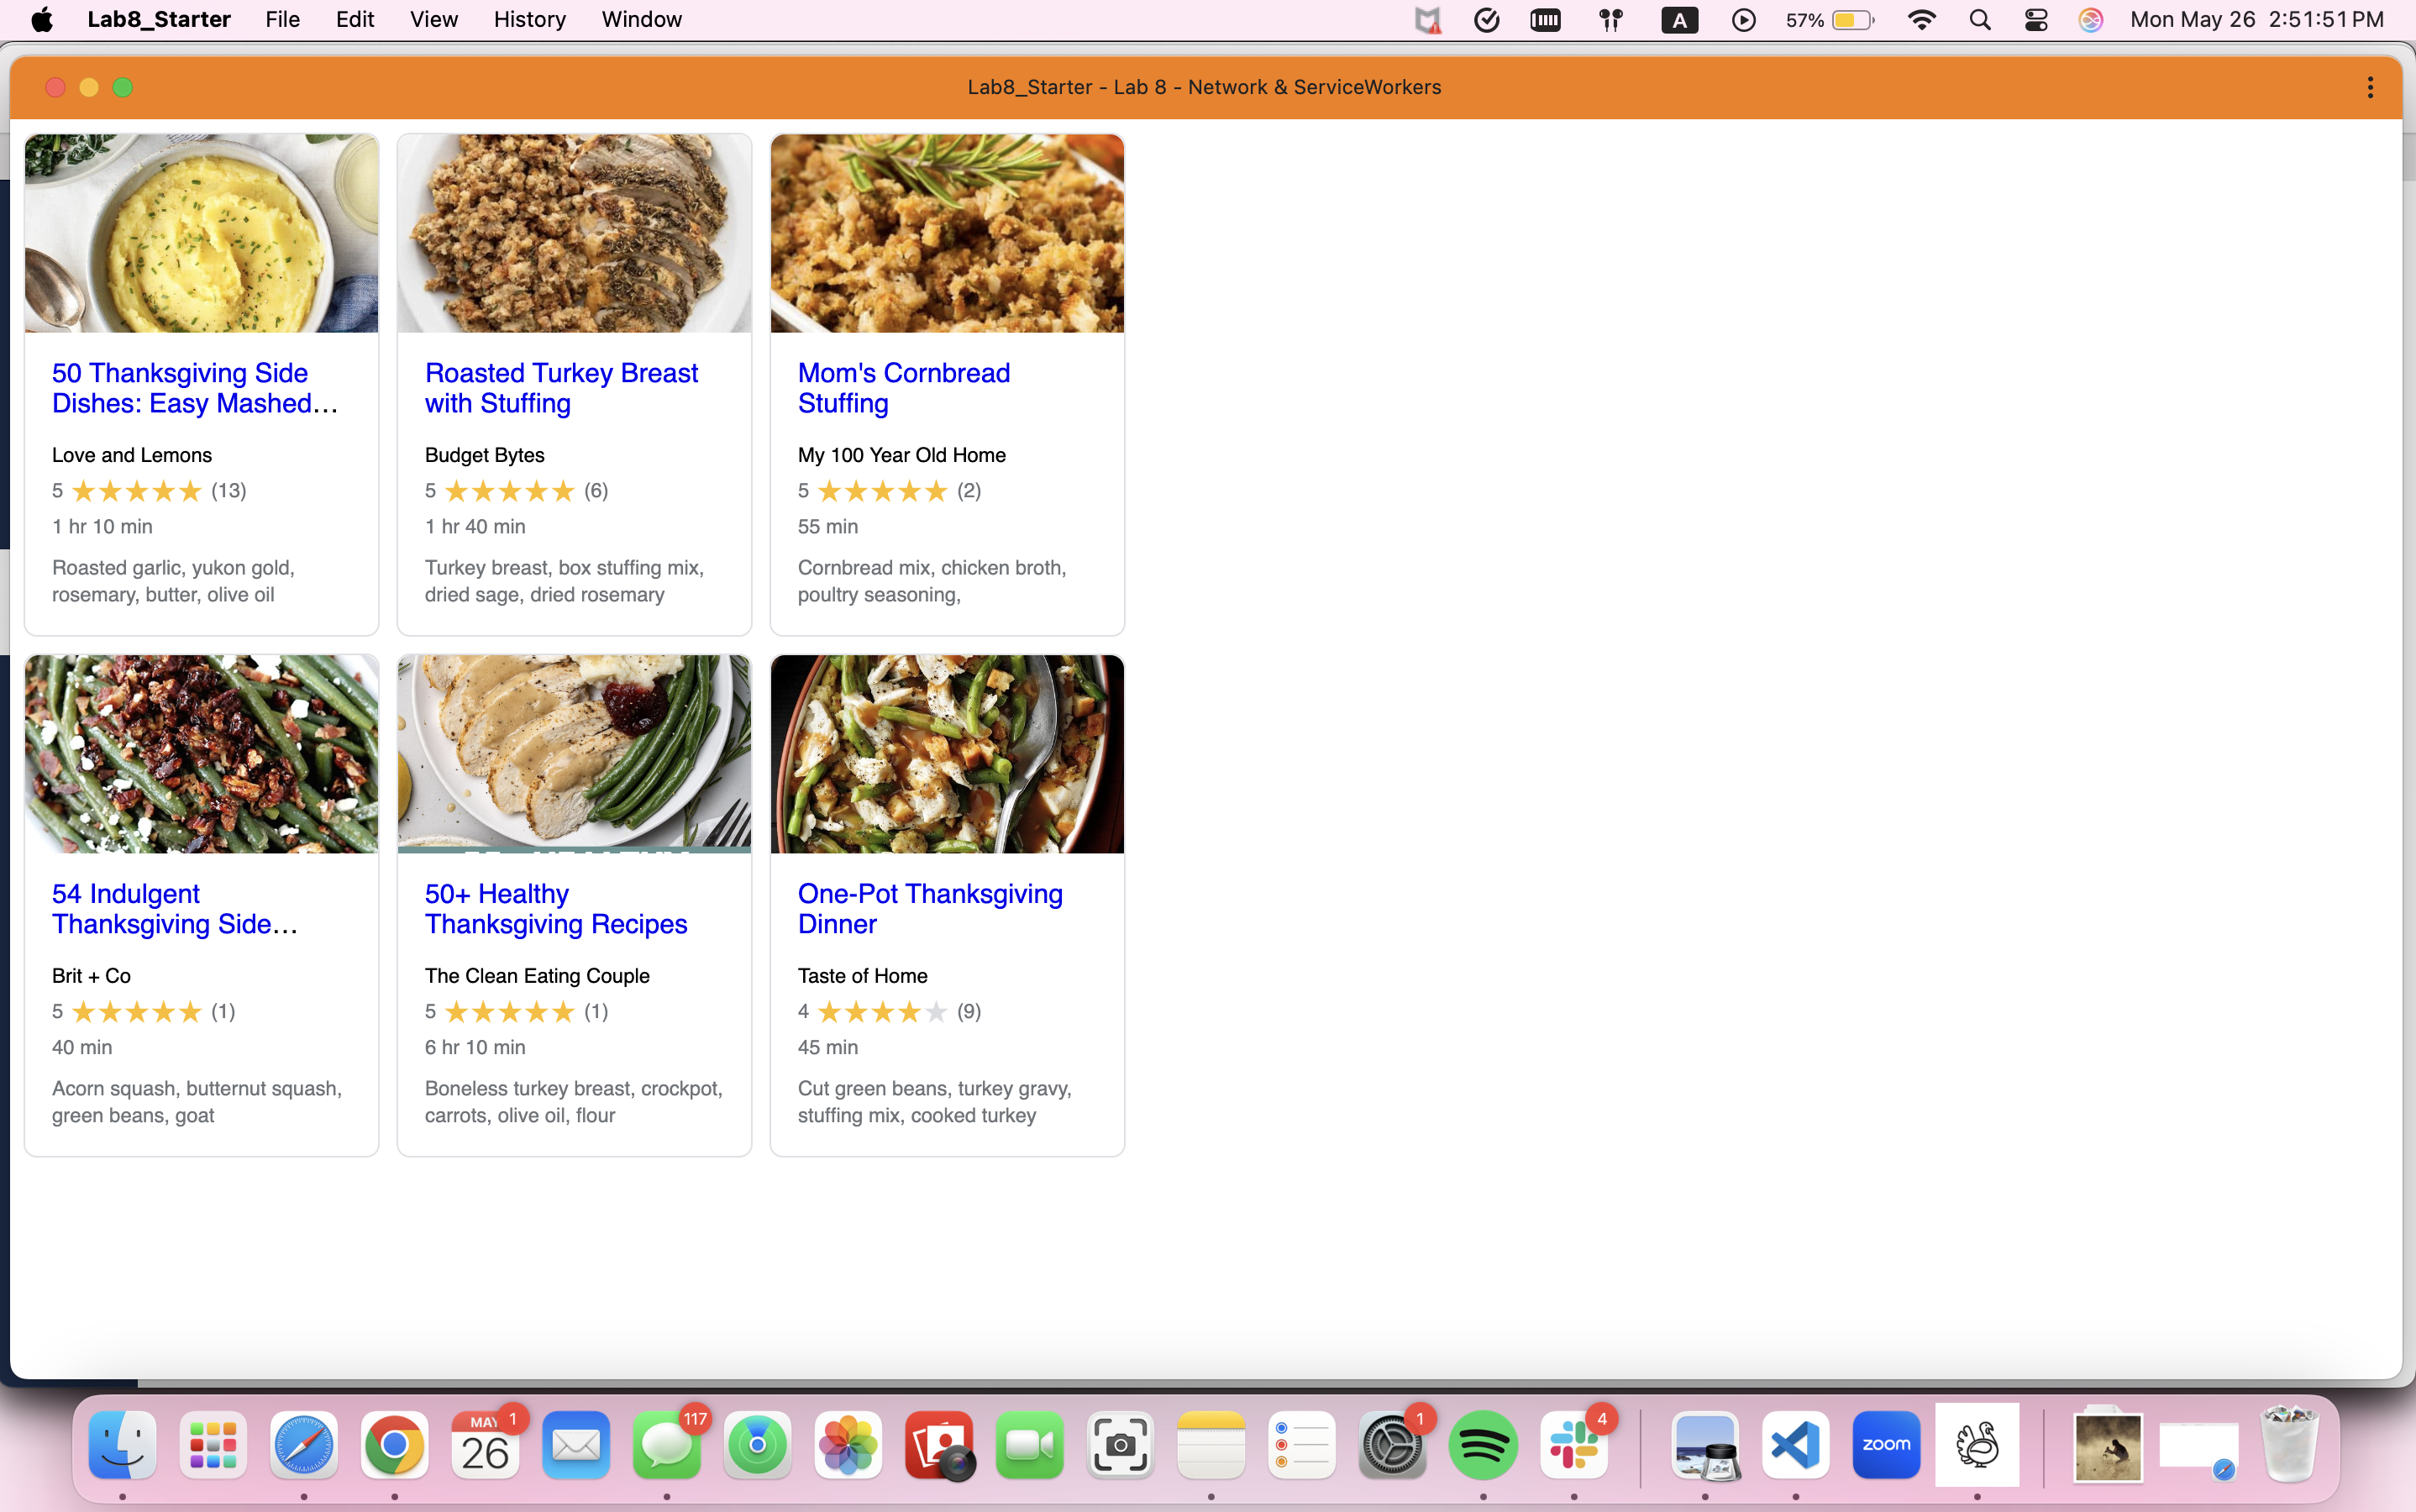 Lab8_Starter File Edit View History Window A 57% Mon May 26 2:51:51 PM
Lab8_Starter - Lab 8 - Network & ServiceWorkers
50 Thanksgiving Side
Dishes: Easy Mashed…
Love and Lemons
5 ★★★★★ (13)
1 hr 10 min
Roasted garlic, yukon gold,
rosemary, butter, olive oil
Roasted Turkey Breast
with Stuffing
Budget Bytes
5 ★★★★★ (6)
1 hr 40 min
Turkey breast, box stuffing mix,
dried sage, dried rosemary
Mom's Cornbread
Stuffing
My 100 Year Old Home
5 ★★★★★ (2)
55 min
Cornbread mix, chicken broth,
poultry seasoning,
54 Indulgent
Thanksgiving Side…
Brit + Co
5 ★★★★★ (1)
40 min
Acorn squash, butternut squash,
green beans, goat
50+ Healthy
Thanksgiving Recipes
The Clean Eating Couple
5 ★★★★★ (1)
6 hr 10 min
Boneless turkey breast, crockpot,
carrots, olive oil, flour
One-Pot Thanksgiving
Dinner
Taste of Home
4 ★★★★★ (9)
45 min
Cut green beans, turkey gravy,
stuffing mix, cooked turkey
MAY 1
26
117
1
4
zoom